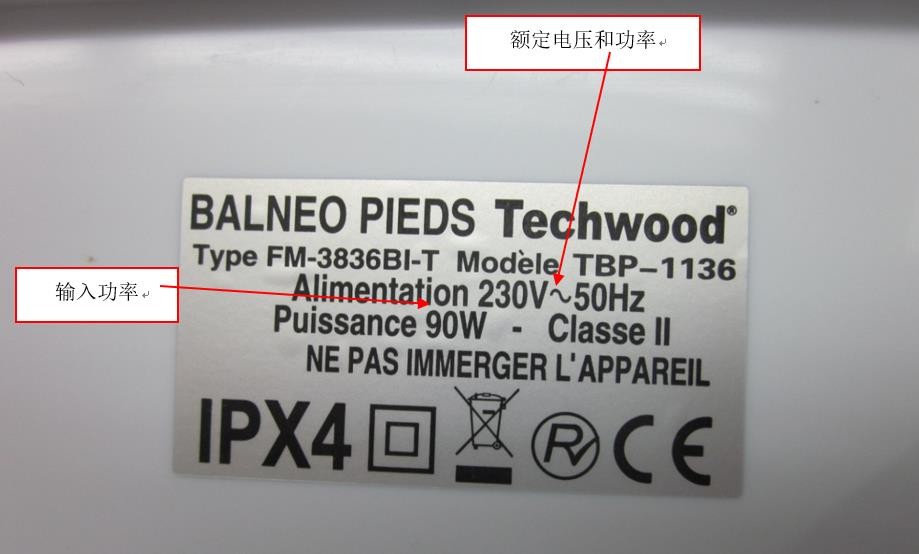 额定电压和功率
BALNEO PIEDS Techwood®
Type FM-3836BI-T Modèle TBP-1136
输入功率
Alimentation 230V~50Hz
Puissance 90W - Classe II
NE PAS IMMERGER L'APPAREIL
IPX4 R CE